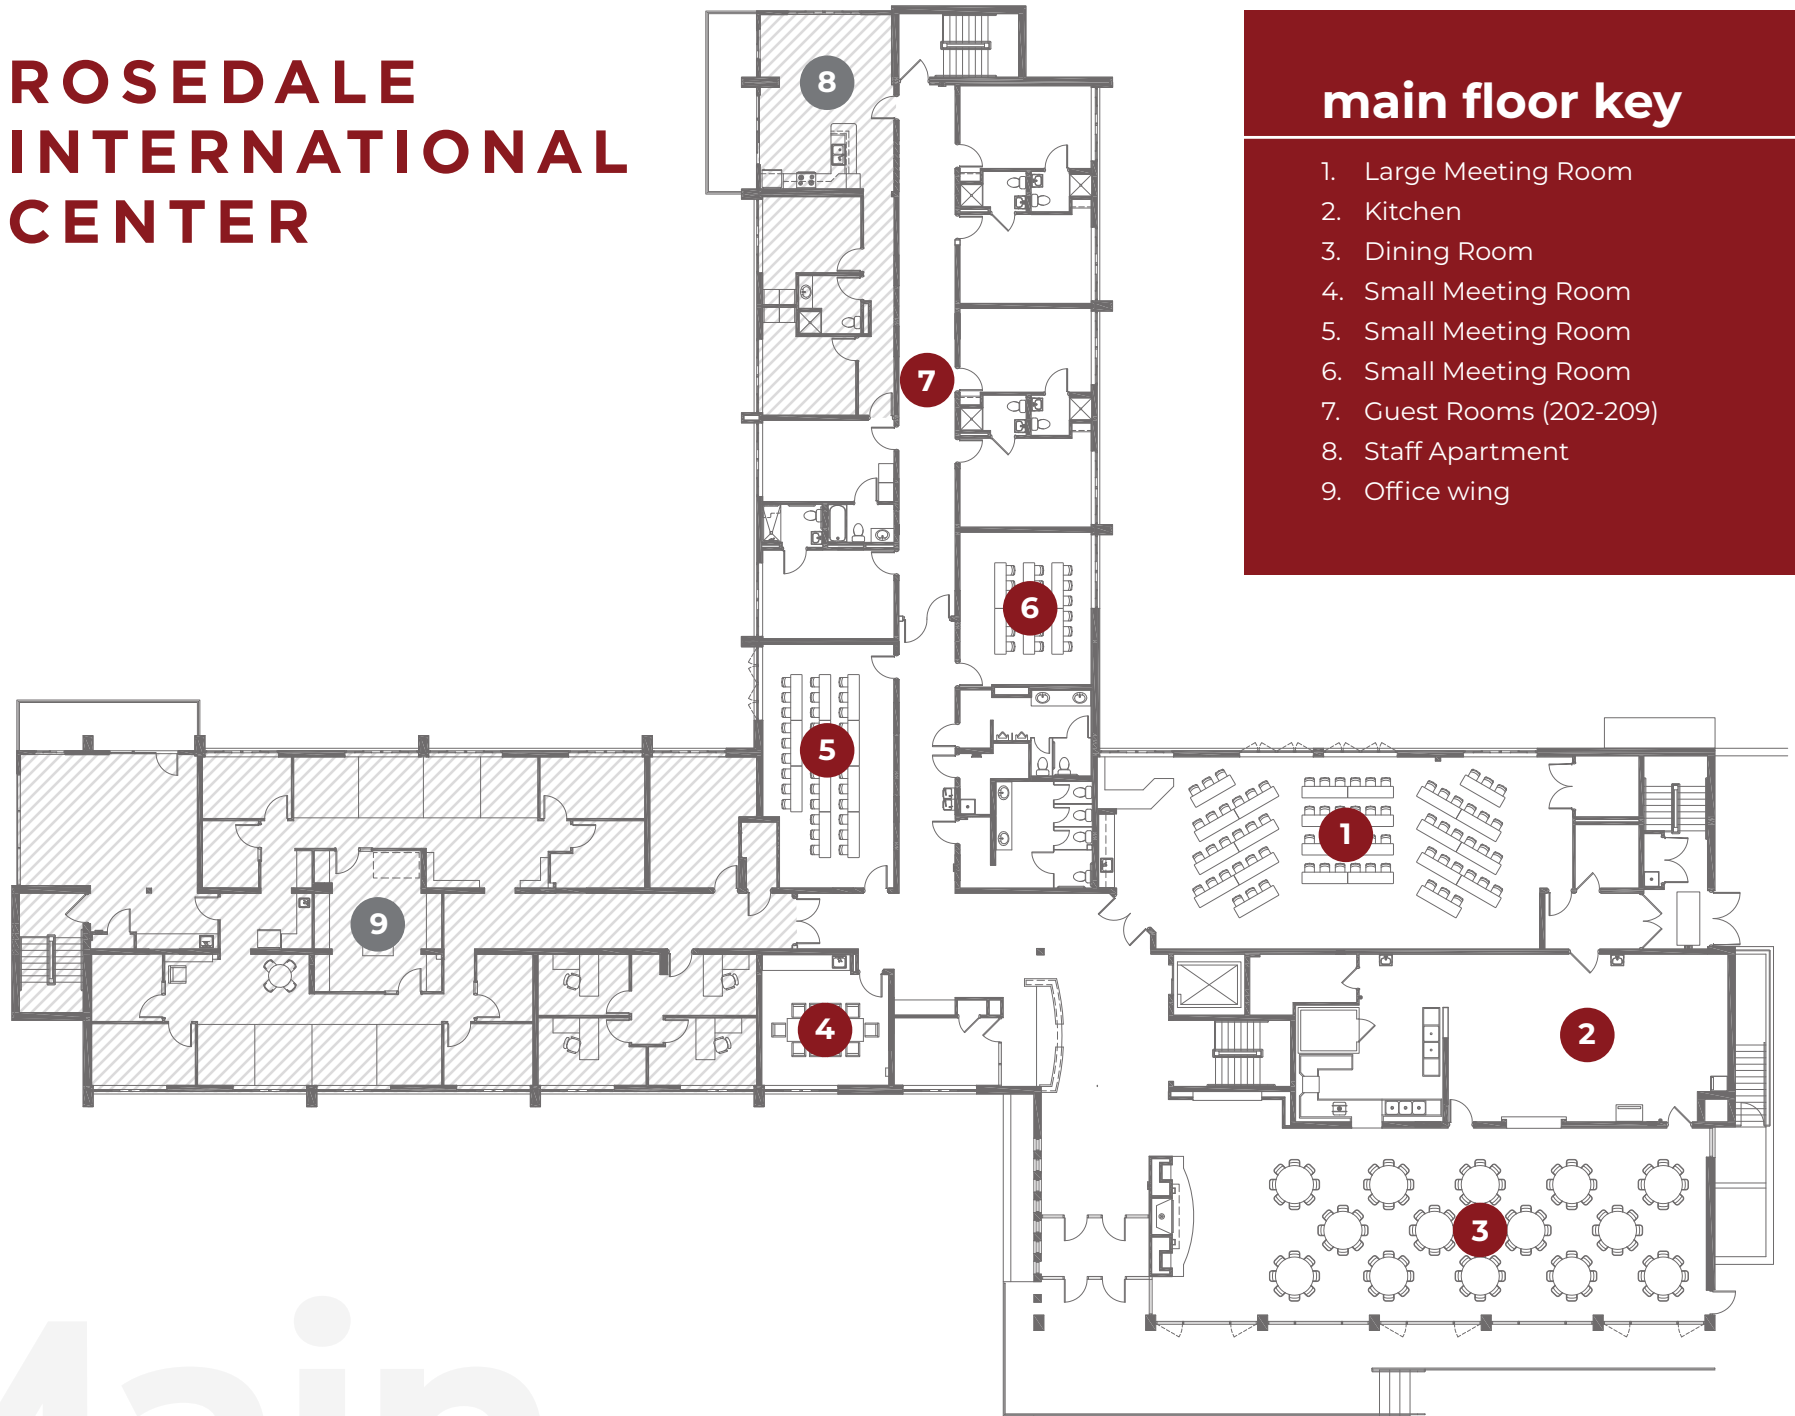 ROSEDALE
INTERNATIONAL
CENTER
main floor key
1. Large Meeting Room
2. Kitchen
3. Dining Room
4. Small Meeting Room
5. Small Meeting Room
6. Small Meeting Room
7. Guest Rooms (202-209)
8. Staff Apartment
9. Office wing
8
7
6
5
1
9
4
2
3
Main